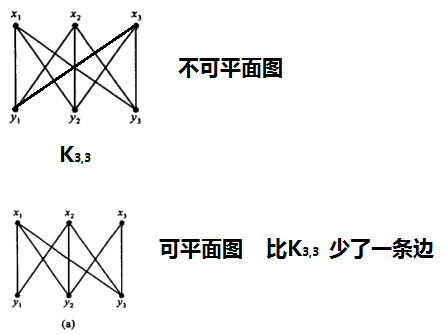 x₁ x₂ x₃
不可平面图
y₁ y₂ y₃
K₃,₃
x₁ x₂ x₃
可平面图 比K₃,₃ 少了一条边
y₁ y₂ y₃
(a)